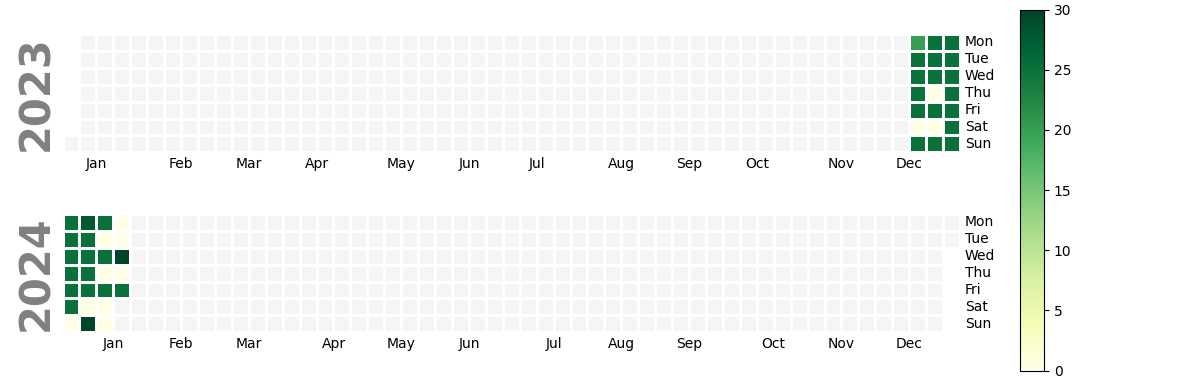 2023
Mon
Tue
Wed
Thu
Fri
Sat
Sun
Jan Feb Mar Apr May Jun Jul Aug Sep Oct Nov Dec
2024
Mon
Tue
Wed
Thu
Fri
Sat
Sun
Jan Feb Mar Apr May Jun Jul Aug Sep Oct Nov Dec
30
25
20
15
10
5
0